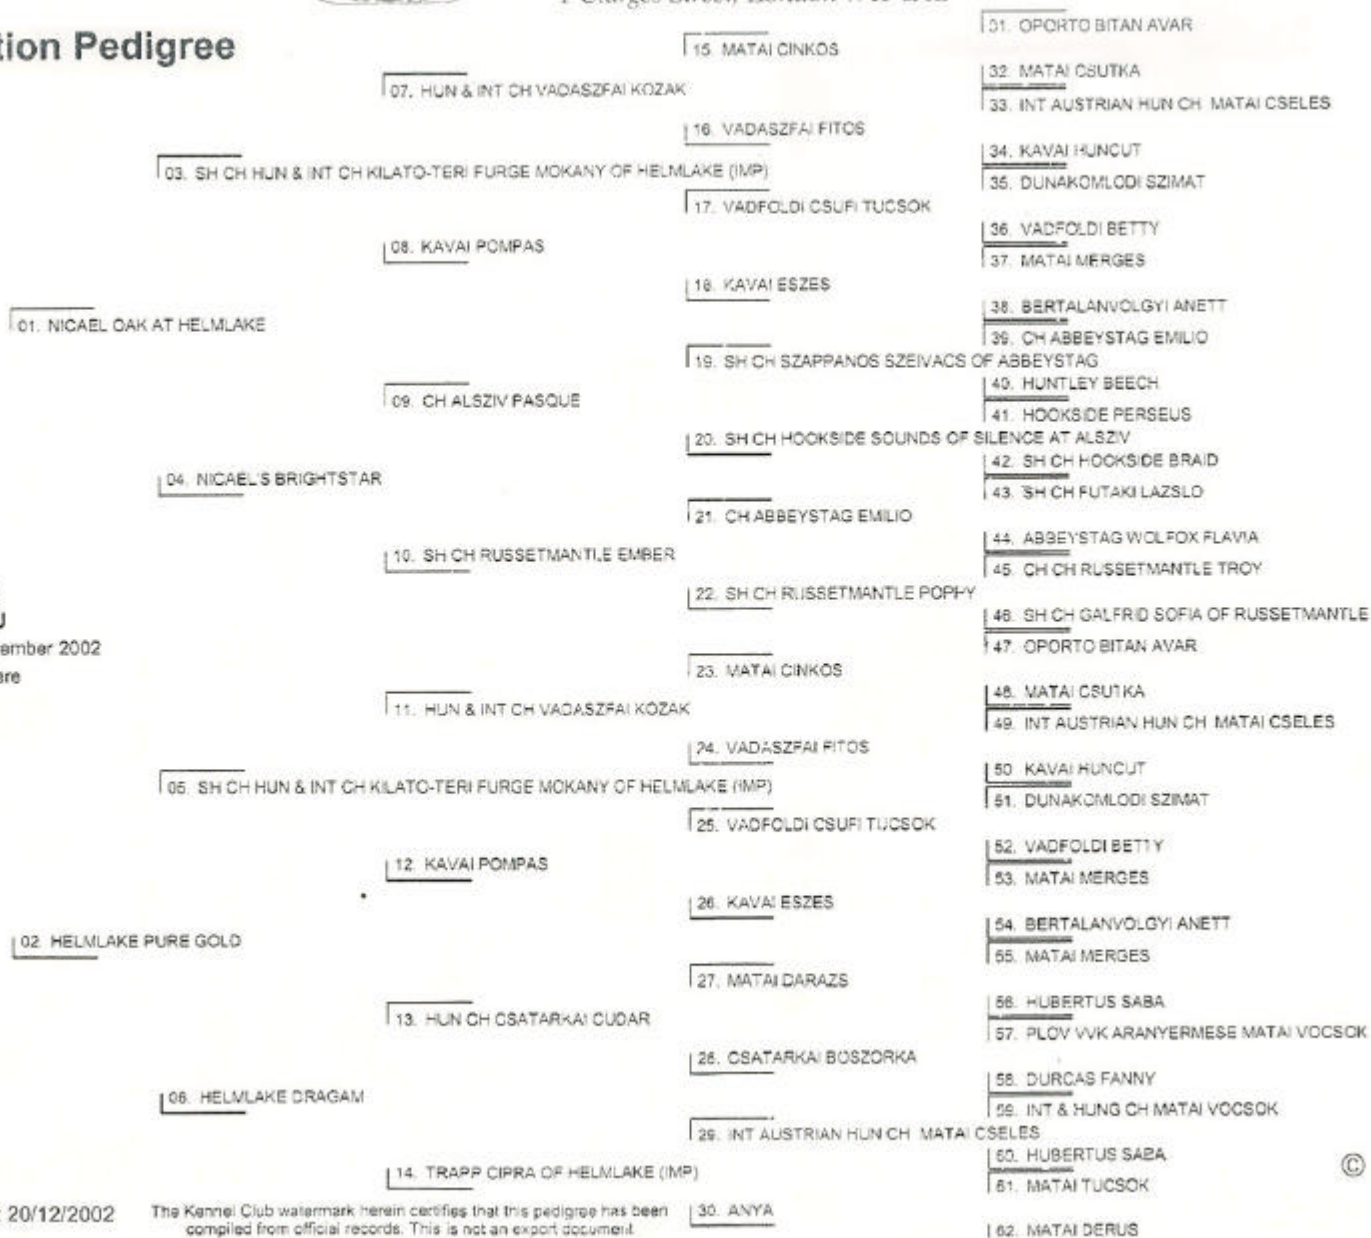 tion Pedigree
01. NICAEL OAK AT HELMLAKE
02. HELMLAKE PURE GOLD
ember 2002
ere
20/12/2002
03. SH CH HUN & INT CH KILATO-TERI FURGE MOKANY OF HELMLAKE (IMP)
04. NICAEL'S BRIGHTSTAR
05. SH CH HUN & INT CH KILATO-TERI FURGE MOKANY OF HELMLAKE (IMP)
06. HELMLAKE DRAGAM
07. HUN & INT CH VADASZFAI KOZAK
08. KAVAI POMPAS
09. CH ALSZIV PASQUE
10. SH CH RUSSETMANTLE EMBER
11. HUN & INT CH VADASZFAI KOZAK
12. KAVAI POMPAS
13. HUN CH CSATARKAI CUDAR
14. TRAPP CIPRA OF HELMLAKE (IMP)
The Kennel Club watermark herein certifies that this pedigree has been
compiled from official records. This is not an export document
15. MATAI CINKOS
16. VADASZFAI FITOS
17. VADFOLDI CSUFI TUCSOK
18. KAVAI ESZES
19. SH CH SZAPPANOS SZEIVACS OF ABBEYSTAG
20. SH CH HOOKSIDE SOUNDS OF SILENCE AT ALSZIV
21. CH ABBEYSTAG EMILIO
22. SH CH RUSSETMANTLE POPPY
23. MATAI CINKOS
24. VADASZFAI FITOS
25. VADFOLDI CSUFI TUCSOK
26. KAVAI ESZES
27. MATAI DARAZS
28. CSATARKAI BOSZORKA
29. INT AUSTRIAN HUN CH MATAI CSELES
30. ANYA
31. OPORTO BITAN AVAR
32. MATAI CSUTKA
33. INT AUSTRIAN HUN CH MATAI CSELES
34. KAVAI HUNCUT
35. DUNAKOMLODI SZIMAT
36. VADFOLDI BETTY
37. MATAI MERGES
38. BERTALANVOLGYI ANETT
39. CH ABBEYSTAG EMILIO
40. HUNTLEY BEECH
41. HOOKSIDE PERSEUS
42. SH CH HOOKSIDE BRAID
43. SH CH FUTAKI LAZSLO
44. ABBEYSTAG WOLFOX FLAVIA
45. CH CH RUSSETMANTLE TROY
46. SH CH GALFRID SOFIA OF RUSSETMANTLE
47. OPORTO BITAN AVAR
48. MATAI CSUTKA
49. INT AUSTRIAN HUN CH MATAI CSELES
50. KAVAI HUNCUT
51. DUNAKOMLODI SZIMAT
52. VADFOLDI BETTY
53. MATAI MERGES
54. BERTALANVOLGYI ANETT
55. MATAI MERGES
56. HUBERTUS SABA
57. PLOV VVK ARANYERMESE MATAI VOCSOK
58. DURCAS FANNY
59. INT & HUNG CH MATAI VOCSOK
60. HUBERTUS SABA
61. MATAI TUCSOK
62. MATAI DERUS
©